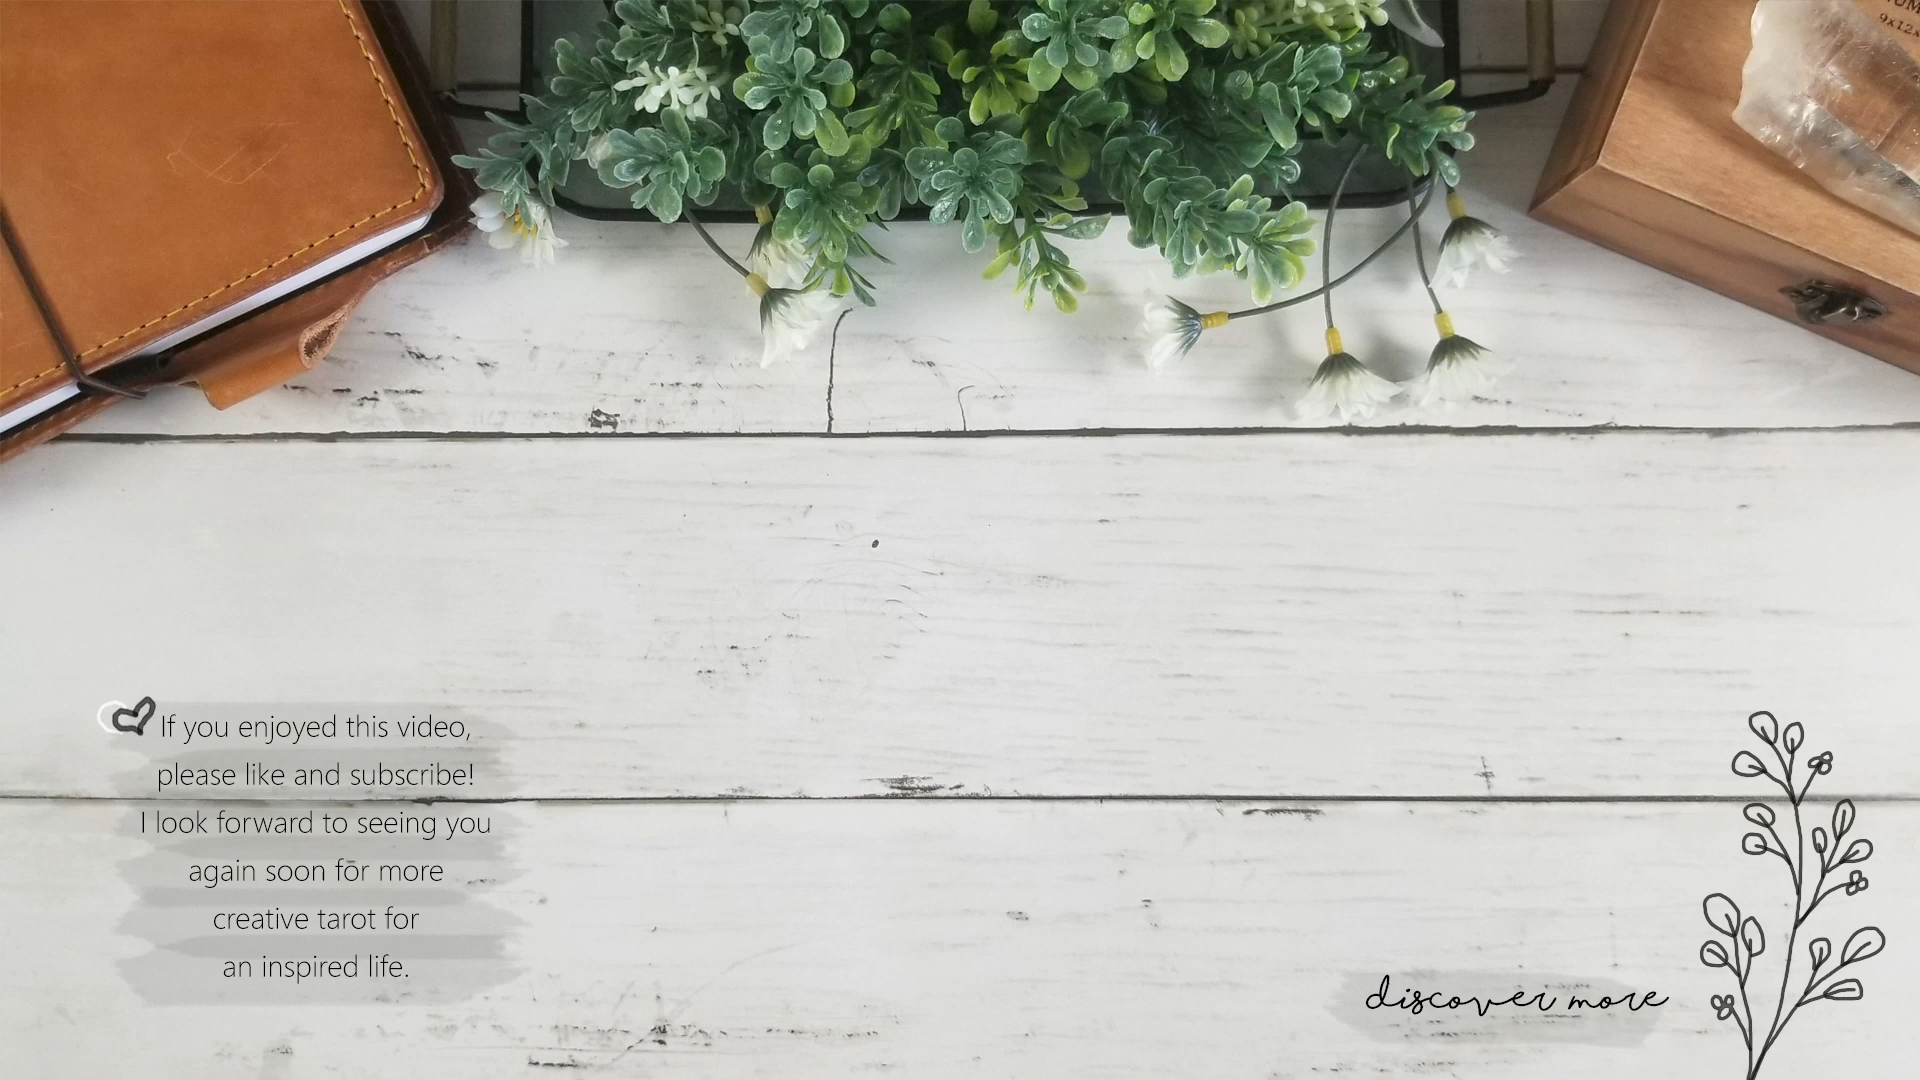 9x12x
If you enjoyed this video,
please like and subscribe!
I look forward to seeing you
again soon for more
creative tarot for
an inspired life.
discover more